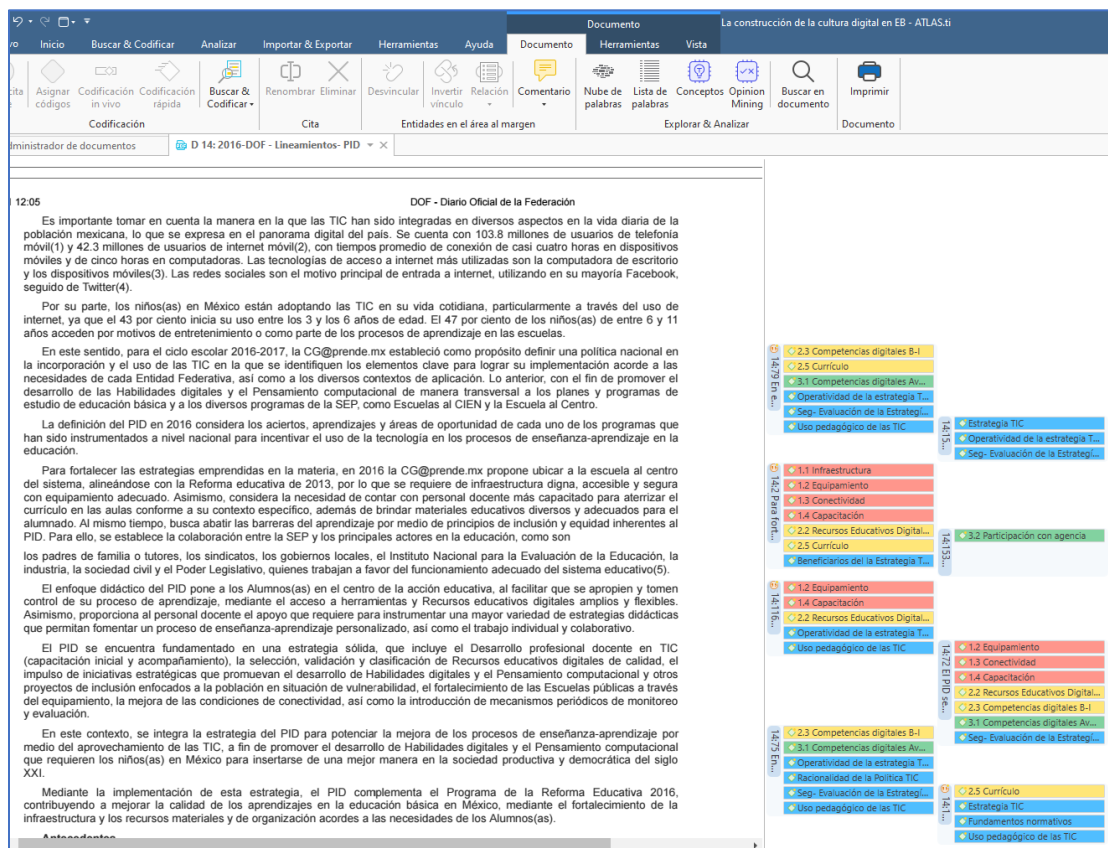 Documento
La construcción de la cultura digital en EB - ATLAS.ti
Inicio Buscar & Codificar Analizar Importar & Exportar Herramientas Ayuda Documento Herramientas Vista
Asignar códigos
Codificación in vivo
Codificación rápida
Buscar & Codificar
Renombrar
Eliminar
Desvincular
Invertir vínculo
Relación
Comentario
Nube de palabras
Lista de palabras
Conceptos
Opinion Mining
Buscar en documento
Imprimir
Codificación Cita Entidades en el área al margen Explorar & Analizar Documento
dministrador de documentos
D 14: 2016-DOF - Lineamientos- PID
12:05 DOF - Diario Oficial de la Federación
Es importante tomar en cuenta la manera en la que las TIC han sido integradas en diversos aspectos en la vida diaria de la
población mexicana, lo que se expresa en el panorama digital del país. Se cuenta con 103.8 millones de usuarios de telefonía
móvil(1) y 42.3 millones de usuarios de internet móvil(2), con tiempos promedio de conexión de casi cuatro horas en dispositivos
móviles y de cinco horas en computadoras. Las tecnologías de acceso a internet más utilizadas son la computadora de escritorio
y los dispositivos móviles(3). Las redes sociales son el motivo principal de entrada a internet, utilizando en su mayoría Facebook,
seguido de Twitter(4).
Por su parte, los niños(as) en México están adoptando las TIC en su vida cotidiana, particularmente a través del uso de
internet, ya que el 43 por ciento inicia su uso entre los 3 y los 6 años de edad. El 47 por ciento de los niños(as) de entre 6 y 11
años acceden por motivos de entretenimiento o como parte de los procesos de aprendizaje en las escuelas.
En este sentido, para el ciclo escolar 2016-2017, la CG@prende.mx estableció como propósito definir una política nacional en
la incorporación y el uso de las TIC en la que se identifiquen los elementos clave para lograr su implementación acorde a las
necesidades de cada Entidad Federativa, así como a los diversos contextos de aplicación. Lo anterior, con el fin de promover el
desarrollo de las Habilidades digitales y el Pensamiento computacional de manera transversal a los planes y programas de
estudio de educación básica y a los diversos programas de la SEP, como Escuelas al CIEN y la Escuela al Centro.
La definición del PID en 2016 considera los aciertos, aprendizajes y áreas de oportunidad de cada uno de los programas que
han sido instrumentados a nivel nacional para incentivar el uso de la tecnología en los procesos de enseñanza-aprendizaje en la
educación.
Para fortalecer las estrategias emprendidas en la materia, en 2016 la CG@prende.mx propone ubicar a la escuela al centro
del sistema, alineándose con la Reforma educativa de 2013, por lo que se requiere de infraestructura digna, accesible y segura
con equipamiento adecuado. Asimismo, considera la necesidad de contar con personal docente más capacitado para aterrizar el
currículo en las aulas conforme a su contexto específico, además de brindar materiales educativos diversos y adecuados para el
alumnado. Al mismo tiempo, busca abatir las barreras del aprendizaje por medio de principios de inclusión y equidad inherentes al
PID. Para ello, se establece la colaboración entre la SEP y los principales actores en la educación, como son
los padres de familia o tutores, los sindicatos, los gobiernos locales, el Instituto Nacional para la Evaluación de la Educación, la
industria, la sociedad civil y el Poder Legislativo, quienes trabajan a favor del funcionamiento adecuado del sistema educativo(5).
El enfoque didáctico del PID pone a los Alumnos(as) en el centro de la acción educativa, al facilitar que se apropien y tomen
control de su proceso de aprendizaje, mediante el acceso a herramientas y Recursos educativos digitales amplios y flexibles.
Asimismo, proporciona al personal docente el apoyo que requiere para instrumentar una mayor variedad de estrategias didácticas
que permitan fomentar un proceso de enseñanza-aprendizaje personalizado, así como el trabajo individual y colaborativo.
El PID se encuentra fundamentado en una estrategia sólida, que incluye el Desarrollo profesional docente en TIC
(capacitación inicial y acompañamiento), la selección, validación y clasificación de Recursos educativos digitales de calidad, el
impulso de iniciativas estratégicas que promuevan el desarrollo de Habilidades digitales y el Pensamiento computacional y otros
proyectos de inclusión enfocados a la población en situación de vulnerabilidad, el fortalecimiento de las Escuelas públicas a través
del equipamiento, la mejora de las condiciones de conectividad, así como la introducción de mecanismos periódicos de monitoreo
y evaluación.
En este contexto, se integra la estrategia del PID para potenciar la mejora de los procesos de enseñanza-aprendizaje por
medio del aprovechamiento de las TIC, a fin de promover el desarrollo de Habilidades digitales y el Pensamiento computacional
que requieren los niños(as) en México para insertarse de una mejor manera en la sociedad productiva y democrática del siglo
XXI.
Mediante la implementación de esta estrategia, el PID complementa el Programa de la Reforma Educativa 2016,
contribuyendo a mejorar la calidad de los aprendizajes en la educación básica en México, mediante el fortalecimiento de la
infraestructura y los recursos materiales y de organización acordes a las necesidades de los Alumnos(as).
14:79 En e...
2.3 Competencias digitales B-I
2.5 Currículo
3.1 Competencias digitales Av...
Operatividad de la estrategia T...
Seg- Evaluación de la Estrategi...
Uso pedagógico de las TIC
14:15...
Estrategia TIC
Operatividad de la estrategia T...
Seg- Evaluación de la Estrategi...
14:2 Para fort...
1.1 Infraestructura
1.2 Equipamiento
1.3 Conectividad
1.4 Capacitación
2.2 Recursos Educativos Digital...
2.5 Currículo
Beneficiarios del la Estrategia T...
14:153...
3.2 Participación con agencia
14:116...
1.2 Equipamiento
1.4 Capacitación
2.2 Recursos Educativos Digital...
Operatividad de la estrategia T...
Uso pedagógico de las TIC
14:72 El PID se...
1.2 Equipamiento
1.3 Conectividad
1.4 Capacitación
2.2 Recursos Educativos Digital...
2.3 Competencias digitales B-I
3.1 Competencias digitales Av...
Seg- Evaluación de la Estrategi...
14:75 En...
2.3 Competencias digitales B-I
3.1 Competencias digitales Av...
Operatividad de la estrategia T...
Racionalidad de la Política TIC
Seg- Evaluación de la Estrategi...
Uso pedagógico de las TIC
14:1...
2.5 Currículo
Estrategia TIC
Fundamentos normativos
Uso pedagógico de las TIC